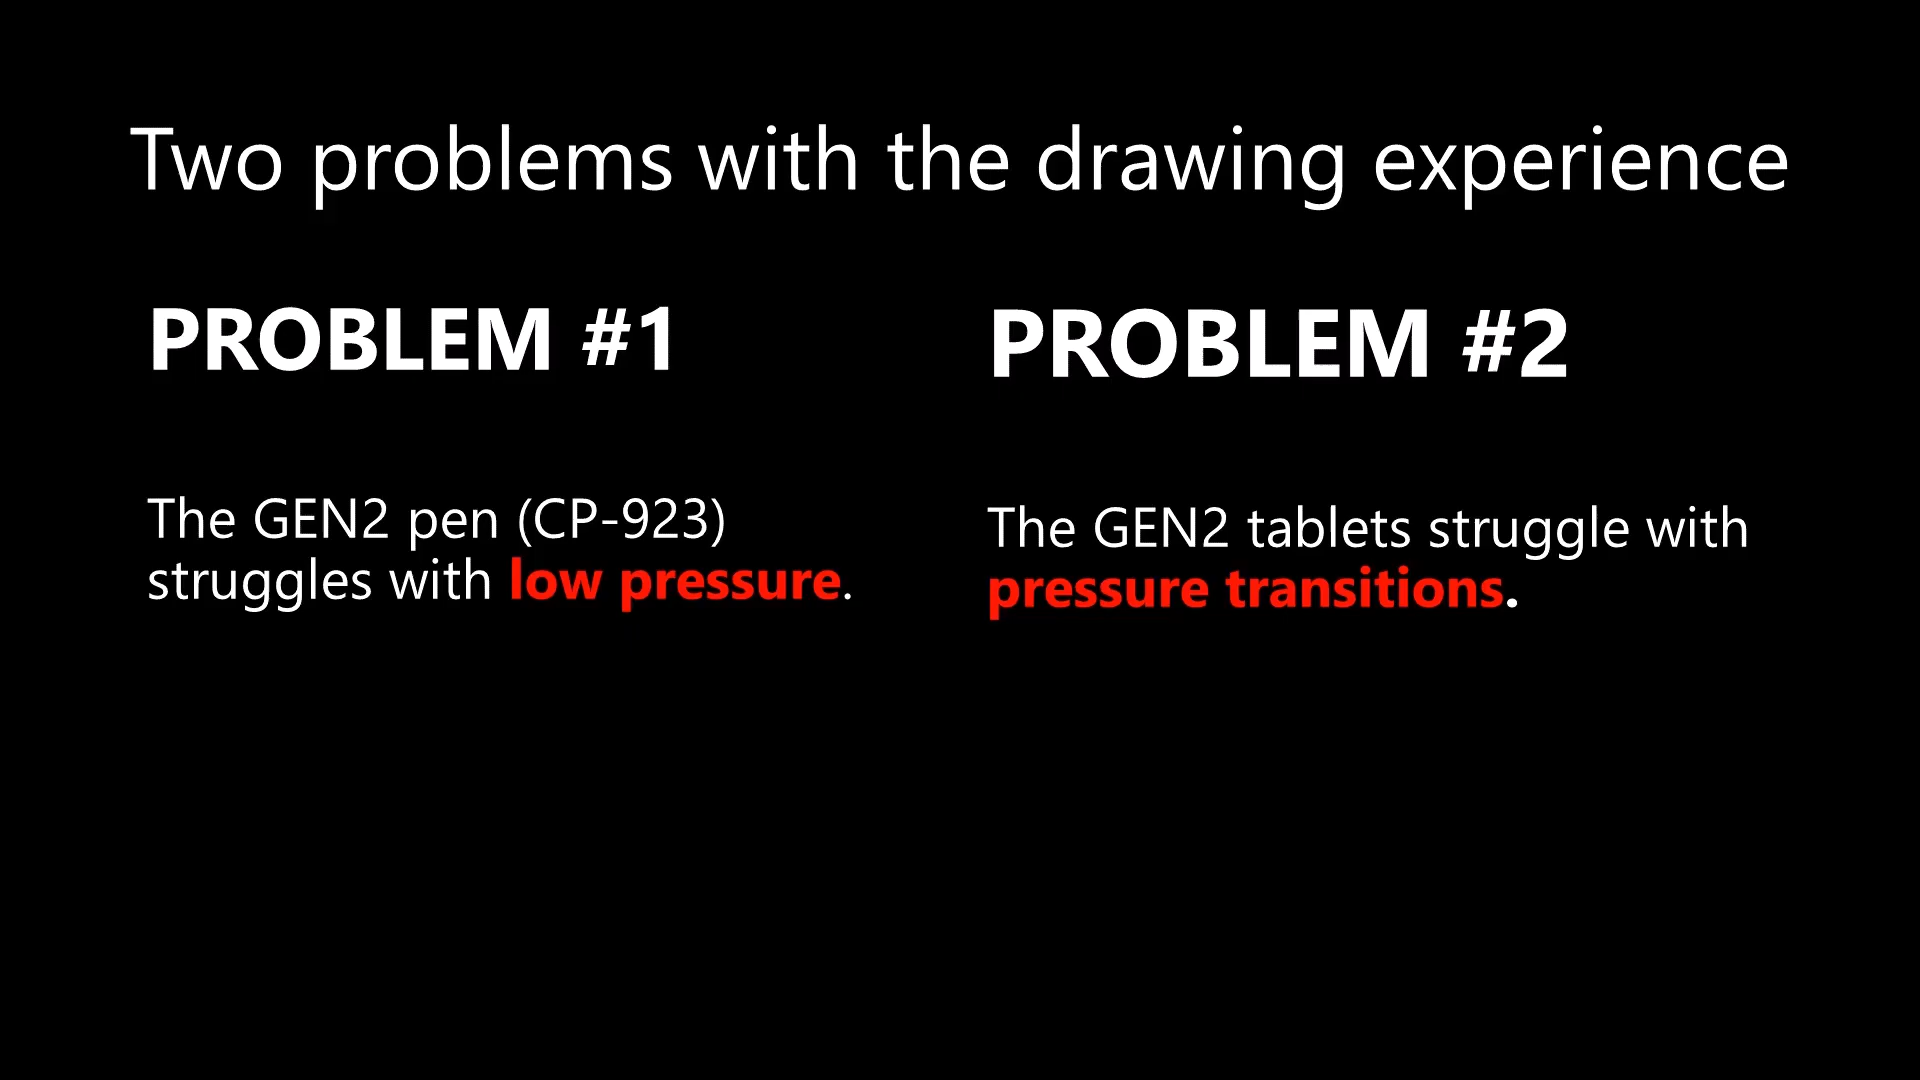 Two problems with the drawing experience
PROBLEM #1
The GEN2 pen (CP-923)
struggles with low pressure.
PROBLEM #2
The GEN2 tablets struggle with
pressure transitions.